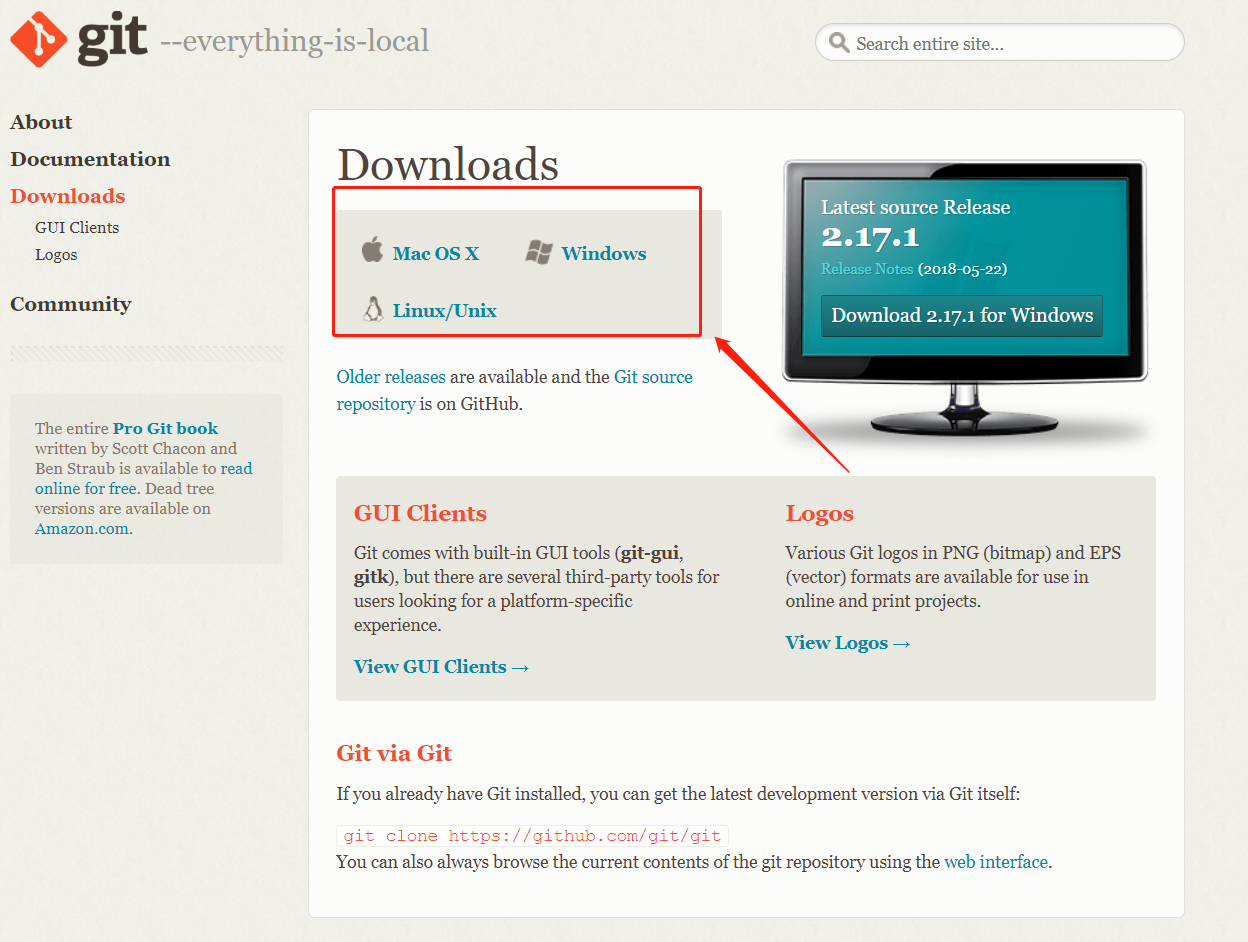 git --everything-is-local
Search entire site...
About
Documentation
Downloads
GUI Clients
Logos
Community
The entire Pro Git book
written by Scott Chacon and
Ben Straub is available to read
online for free. Dead tree
versions are available on
Amazon.com.
Downloads
Mac OS X
Windows
Linux/Unix
Older releases are available and the Git source
repository is on GitHub.
Latest source Release
2.17.1
Release Notes (2018-05-22)
Download 2.17.1 for Windows
GUI Clients
Git comes with built-in GUI tools (git-gui,
gitk), but there are several third-party tools for
users looking for a platform-specific
experience.
View GUI Clients →
Logos
Various Git logos in PNG (bitmap) and EPS
(vector) formats are available for use in
online and print projects.
View Logos →
Git via Git
If you already have Git installed, you can get the latest development version via Git itself:
git clone https://github.com/git/git
You can also always browse the current contents of the git repository using the web interface.